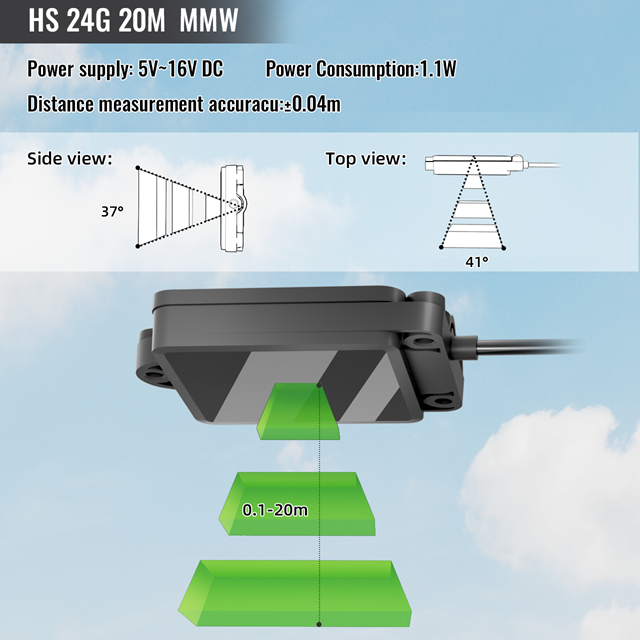 HS 24G 20M MMW
Power supply: 5V~16V DC Power Consumption:1.1W
Distance measurement accuracu:±0.04m
Side view: Top view:
37°
41°
0.1-20m